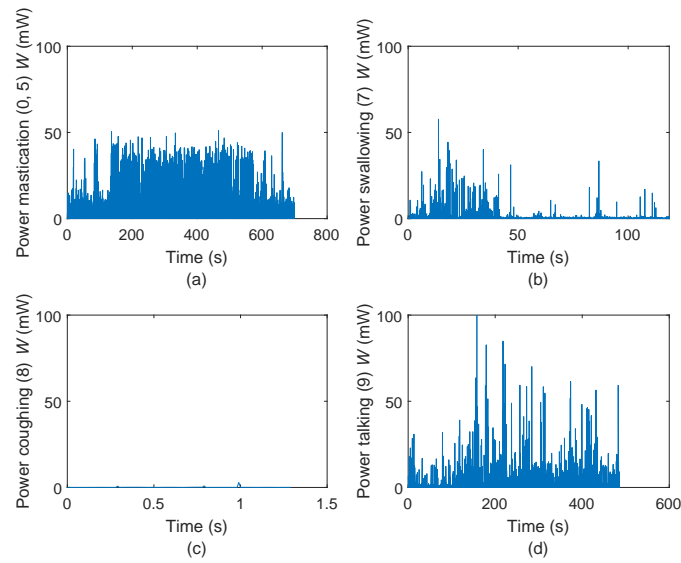 Power mastication (0, 5) W (mW)
100
50
0
0 200 400 600 800
Time (s)
(a)
Power swallowing (7) W (mW)
100
50
0
0 50 100
Time (s)
(b)
Power coughing (8) W (mW)
100
50
0
0 0.5 1 1.5
Time (s)
(c)
Power talking (9) W (mW)
100
50
0
0 200 400 600
Time (s)
(d)